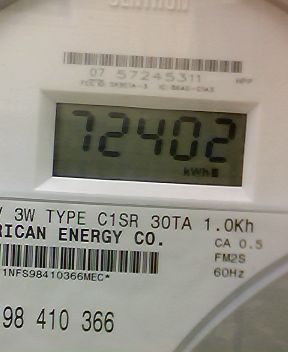 CENTRON
07 57245311
72402
kWh
3W TYPE C1SR 30TA 1.0Kh
RICAN ENERGY CO.
CA 0.5
FM2S
60Hz
1NFS98410366MEC*
98 410 366